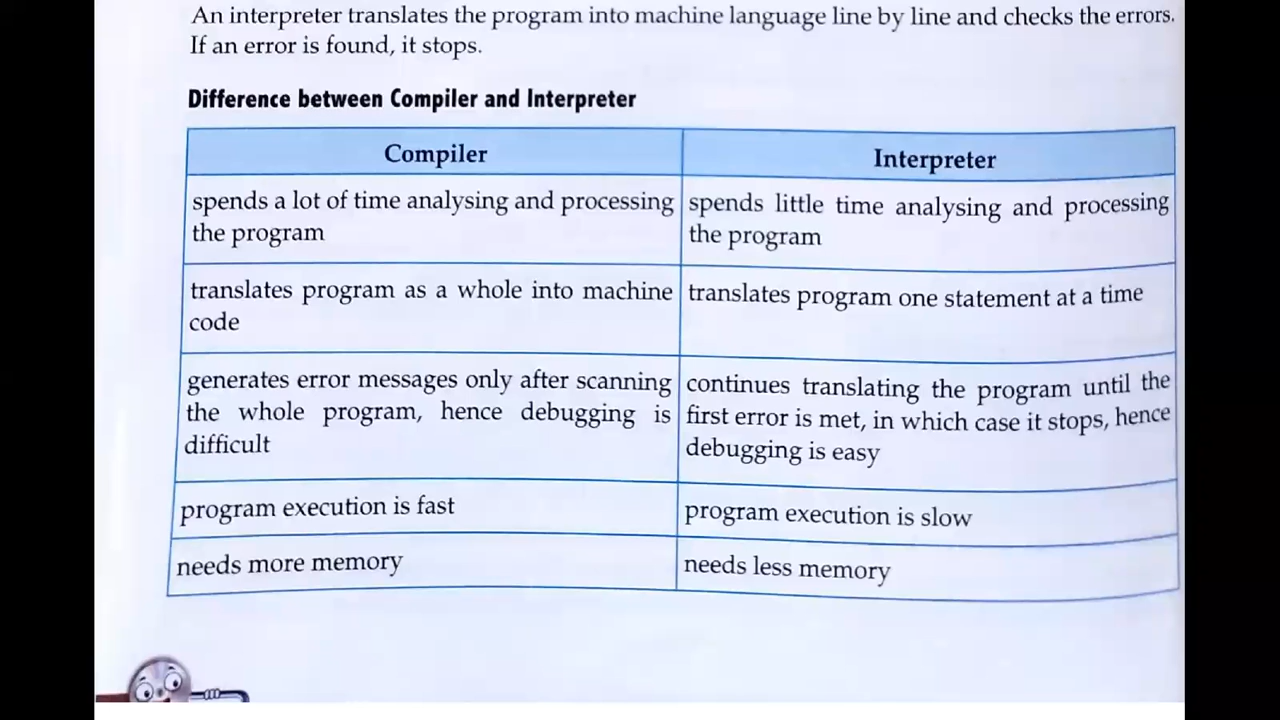 An interpreter translates the program into machine language line by line and checks the errors.
If an error is found, it stops.
Difference between Compiler and Interpreter
Compiler
Interpreter
spends a lot of time analysing and processing
the program
spends little time analysing and processing
the program
translates program as a whole into machine
code
translates program one statement at a time
generates error messages only after scanning
the whole program, hence debugging is
difficult
continues translating the program until the
first error is met, in which case it stops, hence
debugging is easy
program execution is fast
program execution is slow
needs more memory
needs less memory